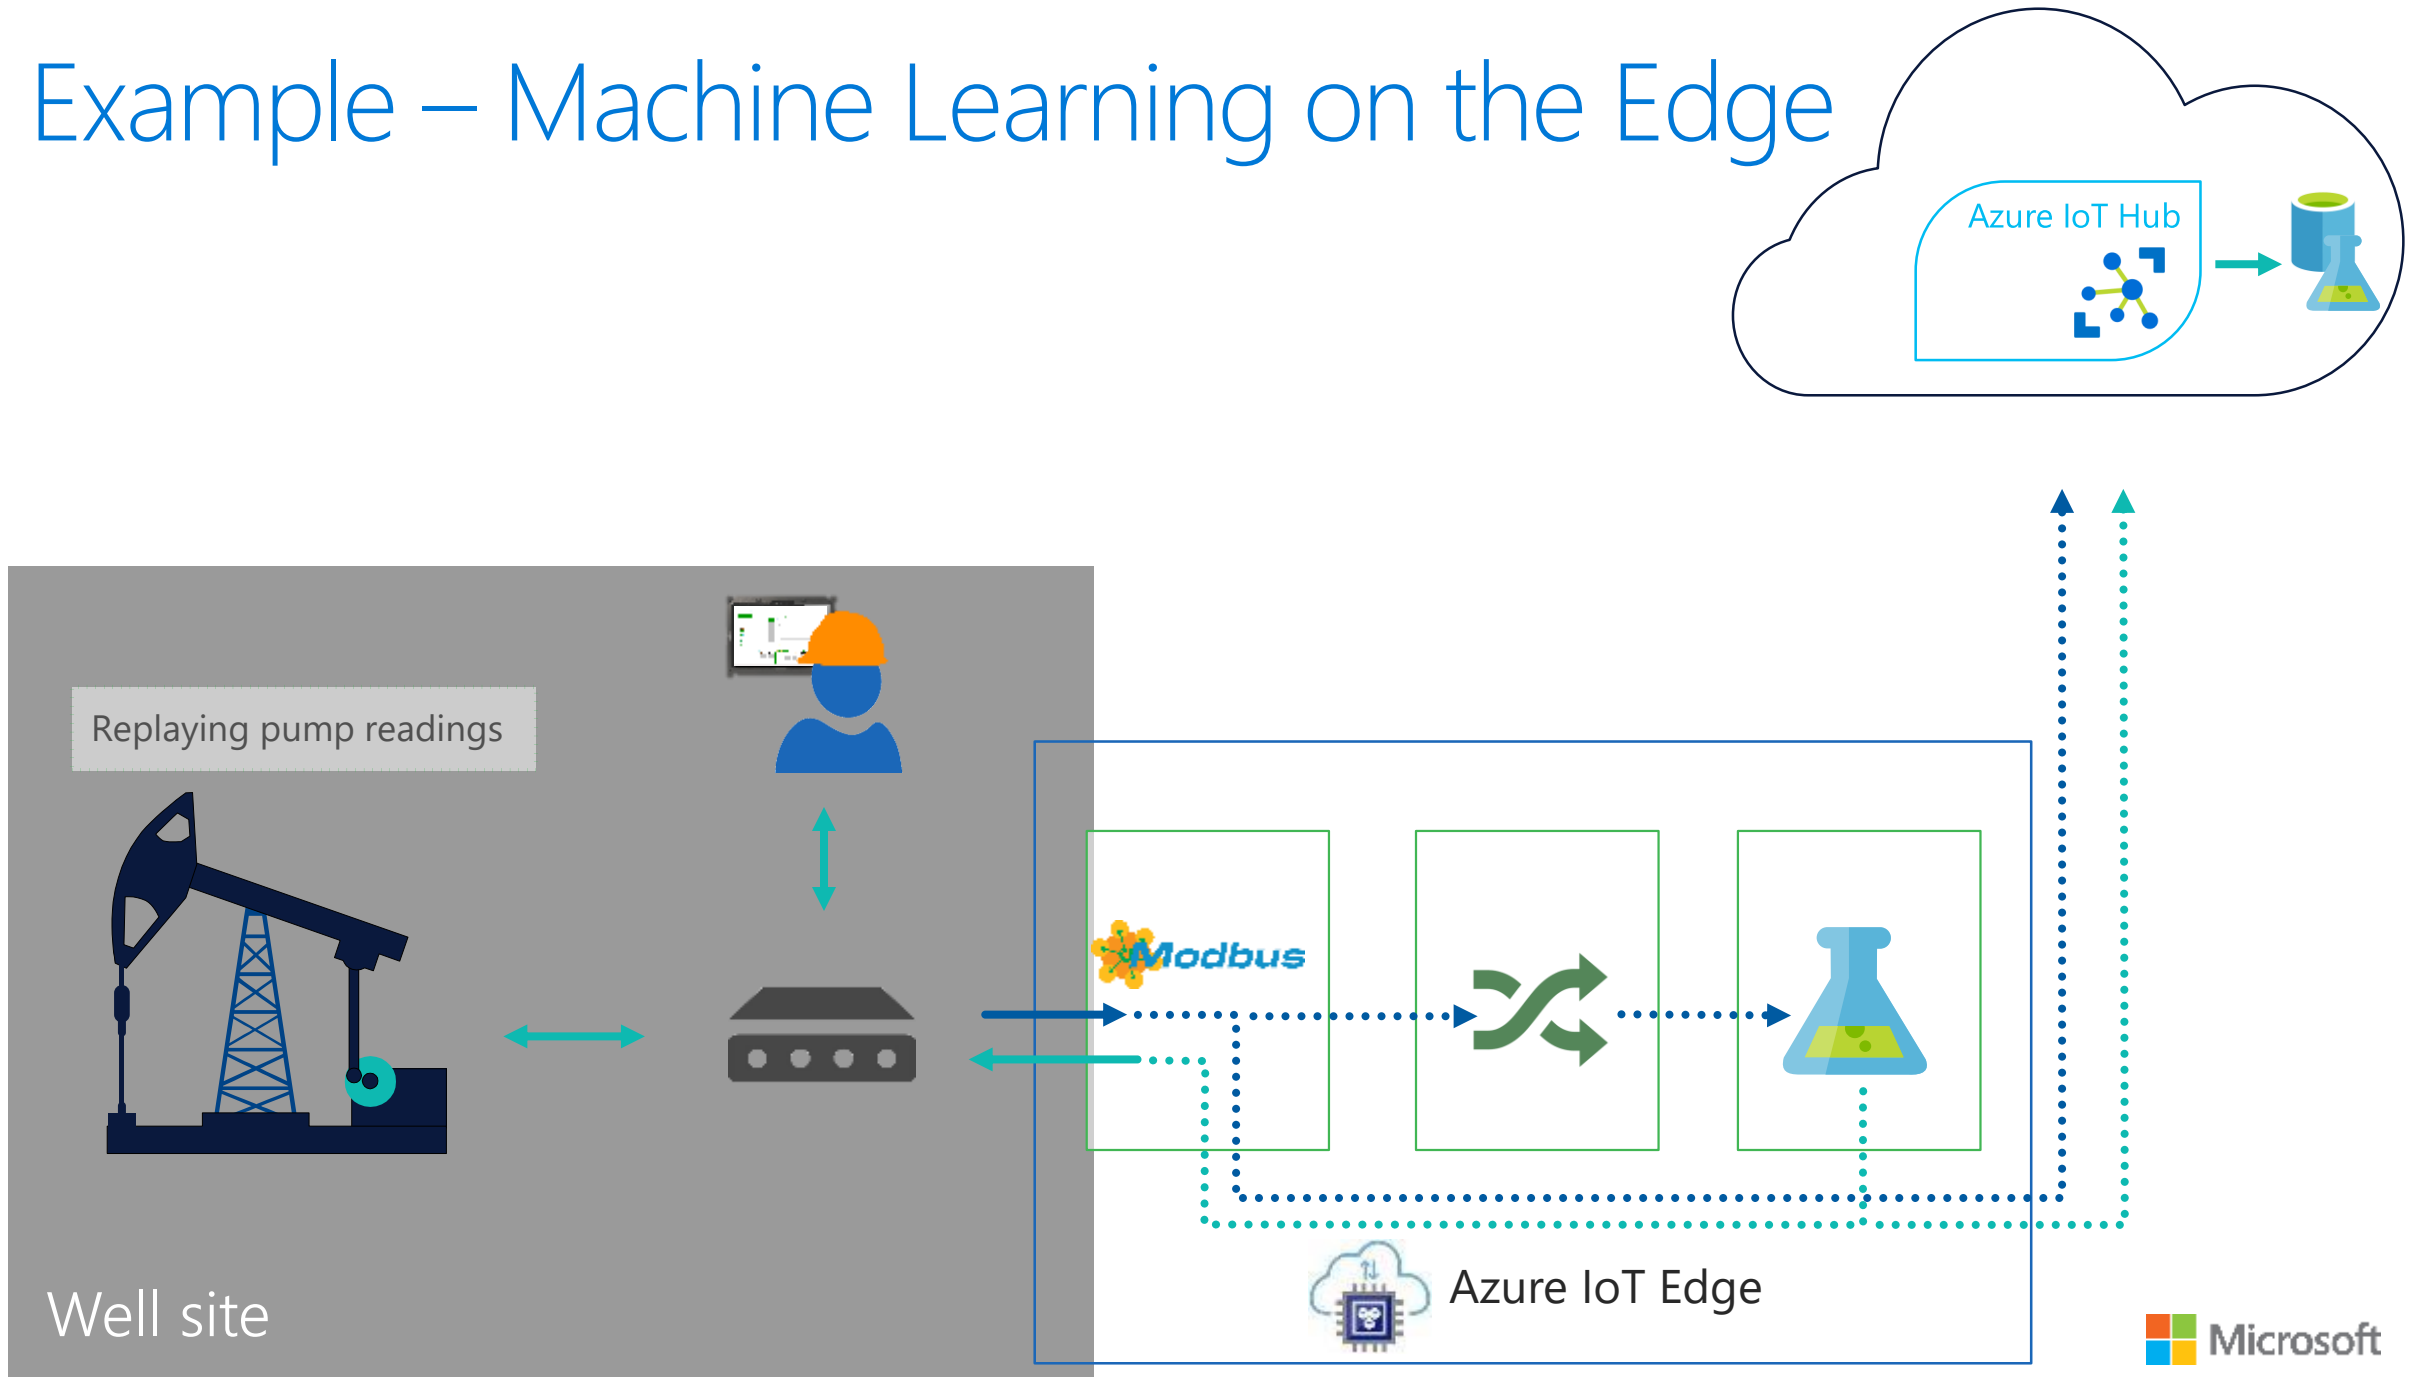 Example – Machine Learning on the Edge
Azure IoT Hub
Replaying pump readings
Modbus
Azure IoT Edge
Well site
Microsoft